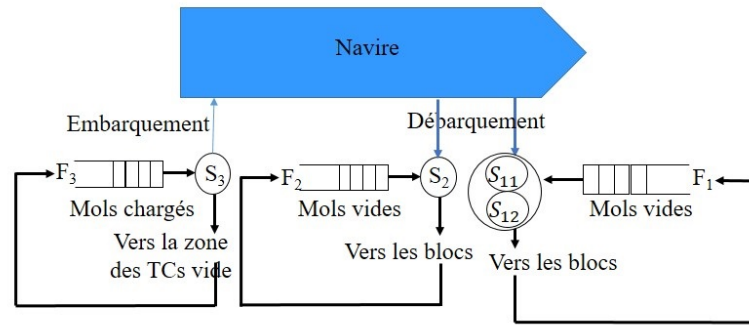 Navire
Embarquement
Débarquement
F3
S3
Mols chargés
Vers la zone
des TCs vide
F2
S2
Mols vides
Vers les blocs
S11
S12
F1
Mols vides
Vers les blocs